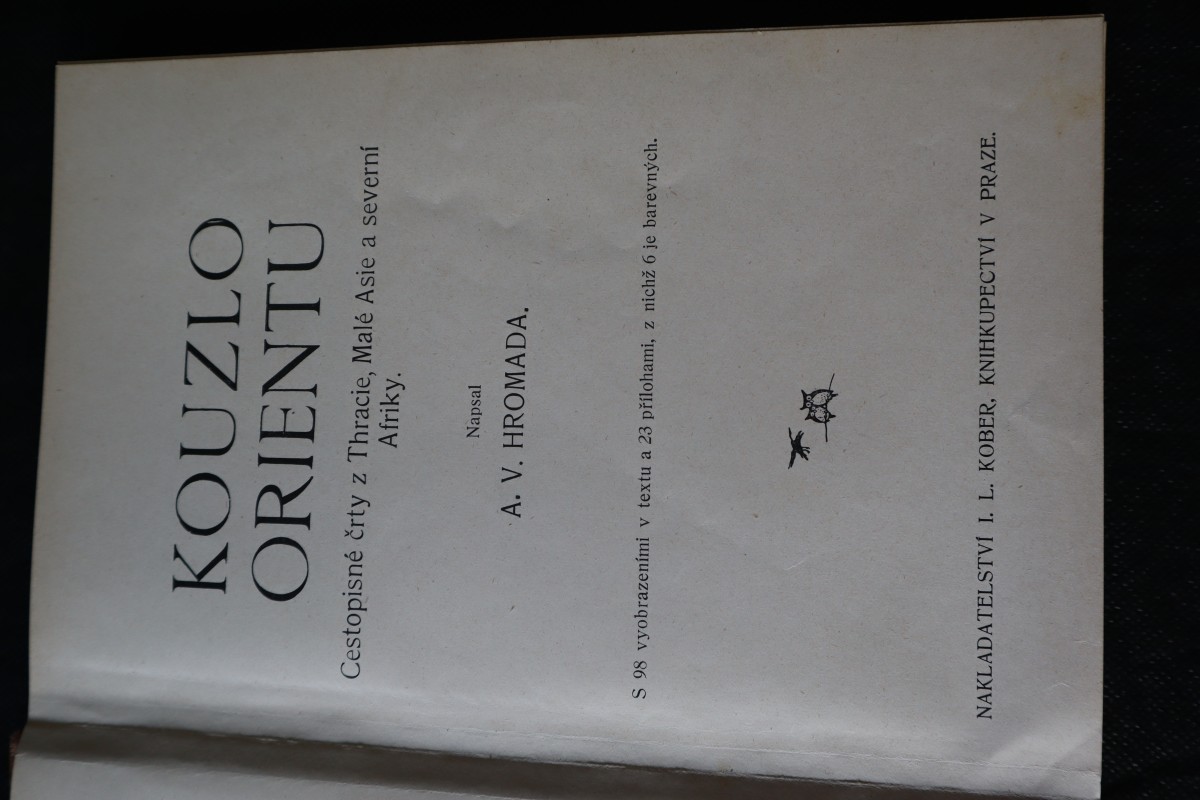 KOUZLO
ORIENTU
Cestopisné črty z Thracie, Malé Asie a severní
Afriky.
Napsal
A. V. HROMADA.
S 98 vyobrazeními v textu a 23 přílohami, z nichž 6 je barevných.
NAKLADATELSTVÍ I. L. KOBER, KNIHKUPECTVÍ V PRAZE.